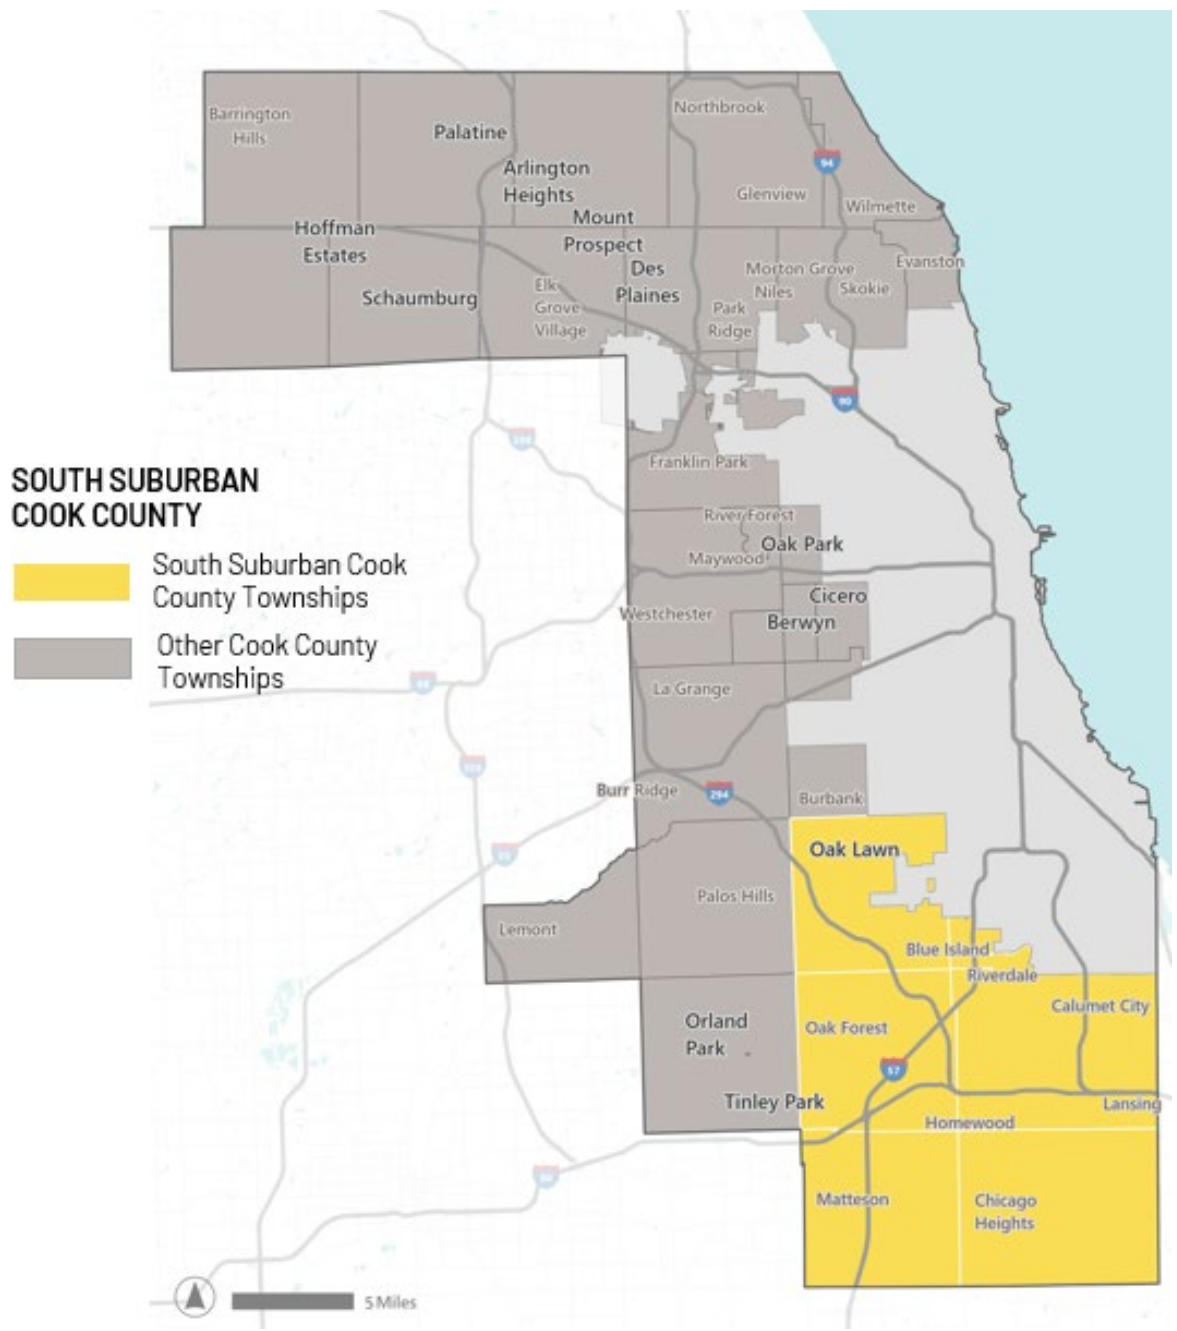 Barrington
Hills
Palatine
Northbrook
Arlington
Heights
94
Glenview
Wilmette
Mount
Prospect
Hoffman
Estates
Des
Plaines
Morton Grove
Niles
Skokie
Evanston
Schaumburg
Elk
Grove
Village
Park
Ridge
90
Franklin Park
SOUTH SUBURBAN
COOK COUNTY
South Suburban Cook
County Townships
Other Cook County
Townships
River Forest
Oak Park
Maywood
Cicero
Westchester
Berwyn
La Grange
Burr Ridge
294
Burbank
Oak Lawn
Palos Hills
Lemont
Blue Island
Riverdale
Calumet City
Orland
Park
Oak Forest
57
Tinley Park
Lansing
Homewood
Matteson
Chicago
Heights
5 Miles